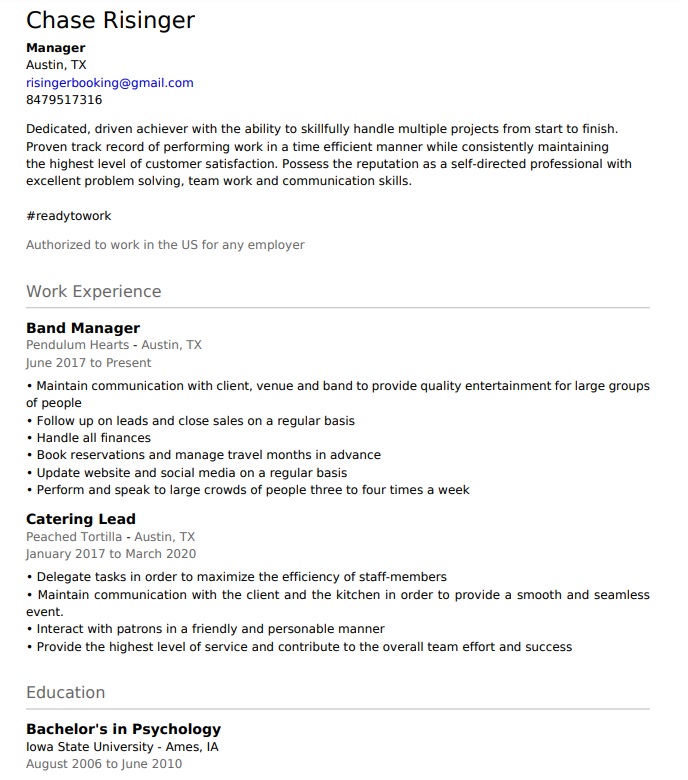 Chase Risinger
Manager
Austin, TX
risingerbooking@gmail.com
8479517316
Dedicated, driven achiever with the ability to skillfully handle multiple projects from start to finish.
Proven track record of performing work in a time efficient manner while consistently maintaining
the highest level of customer satisfaction. Possess the reputation as a self-directed professional with
excellent problem solving, team work and communication skills.
#readytowork
Authorized to work in the US for any employer
Work Experience
Band Manager
Pendulum Hearts - Austin, TX
June 2017 to Present
• Maintain communication with client, venue and band to provide quality entertainment for large groups
of people
• Follow up on leads and close sales on a regular basis
• Handle all finances
• Book reservations and manage travel months in advance
• Update website and social media on a regular basis
• Perform and speak to large crowds of people three to four times a week
Catering Lead
Peached Tortilla - Austin, TX
January 2017 to March 2020
• Delegate tasks in order to maximize the efficiency of staff-members
• Maintain communication with the client and the kitchen in order to provide a smooth and seamless
event.
• Interact with patrons in a friendly and personable manner
• Provide the highest level of service and contribute to the overall team effort and success
Education
Bachelor's in Psychology
Iowa State University - Ames, IA
August 2006 to June 2010